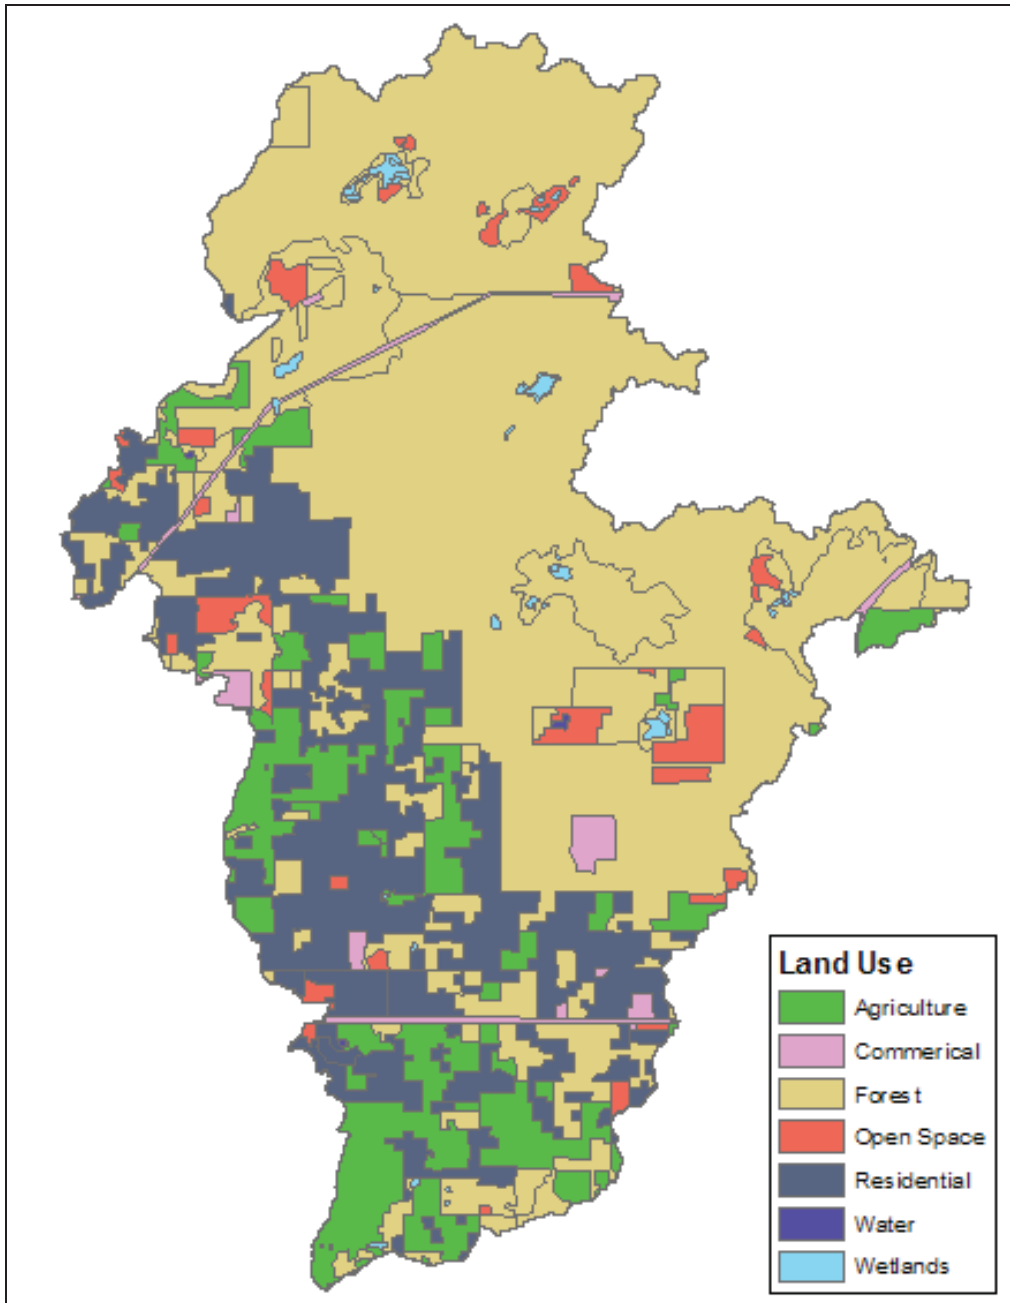 Land Use
Agriculture
Commerical
Forest
Open Space
Residential
Water
Wetlands